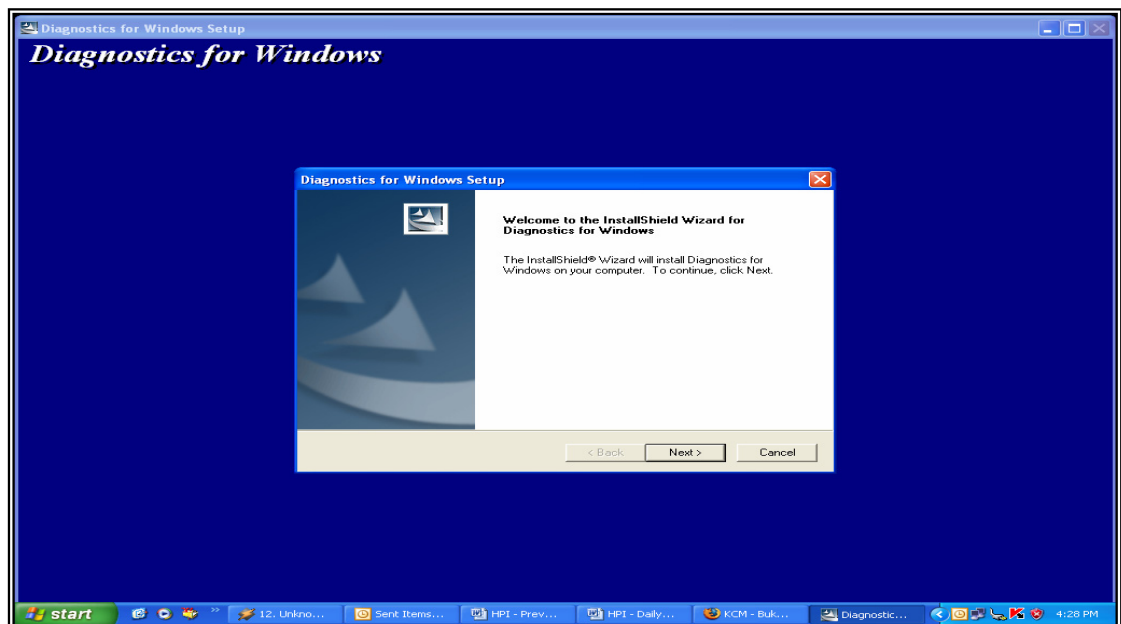 Diagnostics for Windows Setup
Diagnostics for Windows
Diagnostics for Windows Setup
Welcome to the InstallShield Wizard for
Diagnostics for Windows
The InstallShield® Wizard will install Diagnostics for
Windows on your computer. To continue, click Next.
< Back
Next >
Cancel
start
12. Unkno...
Sent Items...
HPI - Prev...
HPI - Daily...
KCM - Buk...
Diagnostic...
4:28 PM